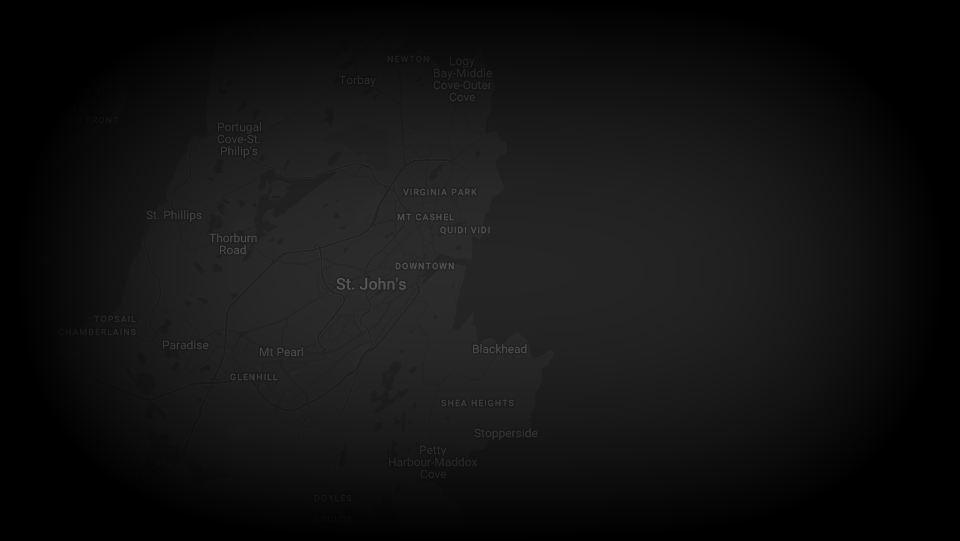 NEWTON
Logy
Bay-Middle
Cove-Outer
Cove
Torbay
Portugal
Cove-St.
Philip's
VIRGINIA PARK
St. Phillips
MT CASHEL
QUIDI VIDI
Thorburn
Road
DOWNTOWN
St. John's
TOPSAIL
CHAMBERLAINS
Paradise
Mt Pearl
Blackhead
GLENHILL
SHEA HEIGHTS
Stopperside
Petty
Harbour-Maddox
Cove
DOYLES